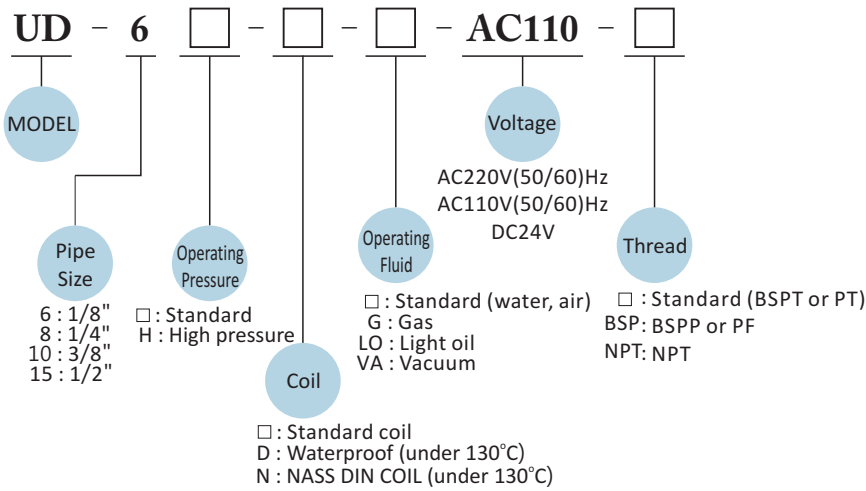 UD - 6 □ - □ - □ - AC110 - □
MODEL
Voltage
AC220V(50/60)Hz
AC110V(50/60)Hz
DC24V
Pipe
Size
6 : 1/8"
8 : 1/4"
10 : 3/8"
15 : 1/2"
Operating
Pressure
□ : Standard
H : High pressure
Coil
□ : Standard coil
D : Waterproof (under 130°C)
N : NASS DIN COIL (under 130°C)
Operating
Fluid
□ : Standard (water, air)
G : Gas
LO : Light oil
VA : Vacuum
Thread
□ : Standard (BSPT or PT)
BSP: BSPP or PF
NPT: NPT